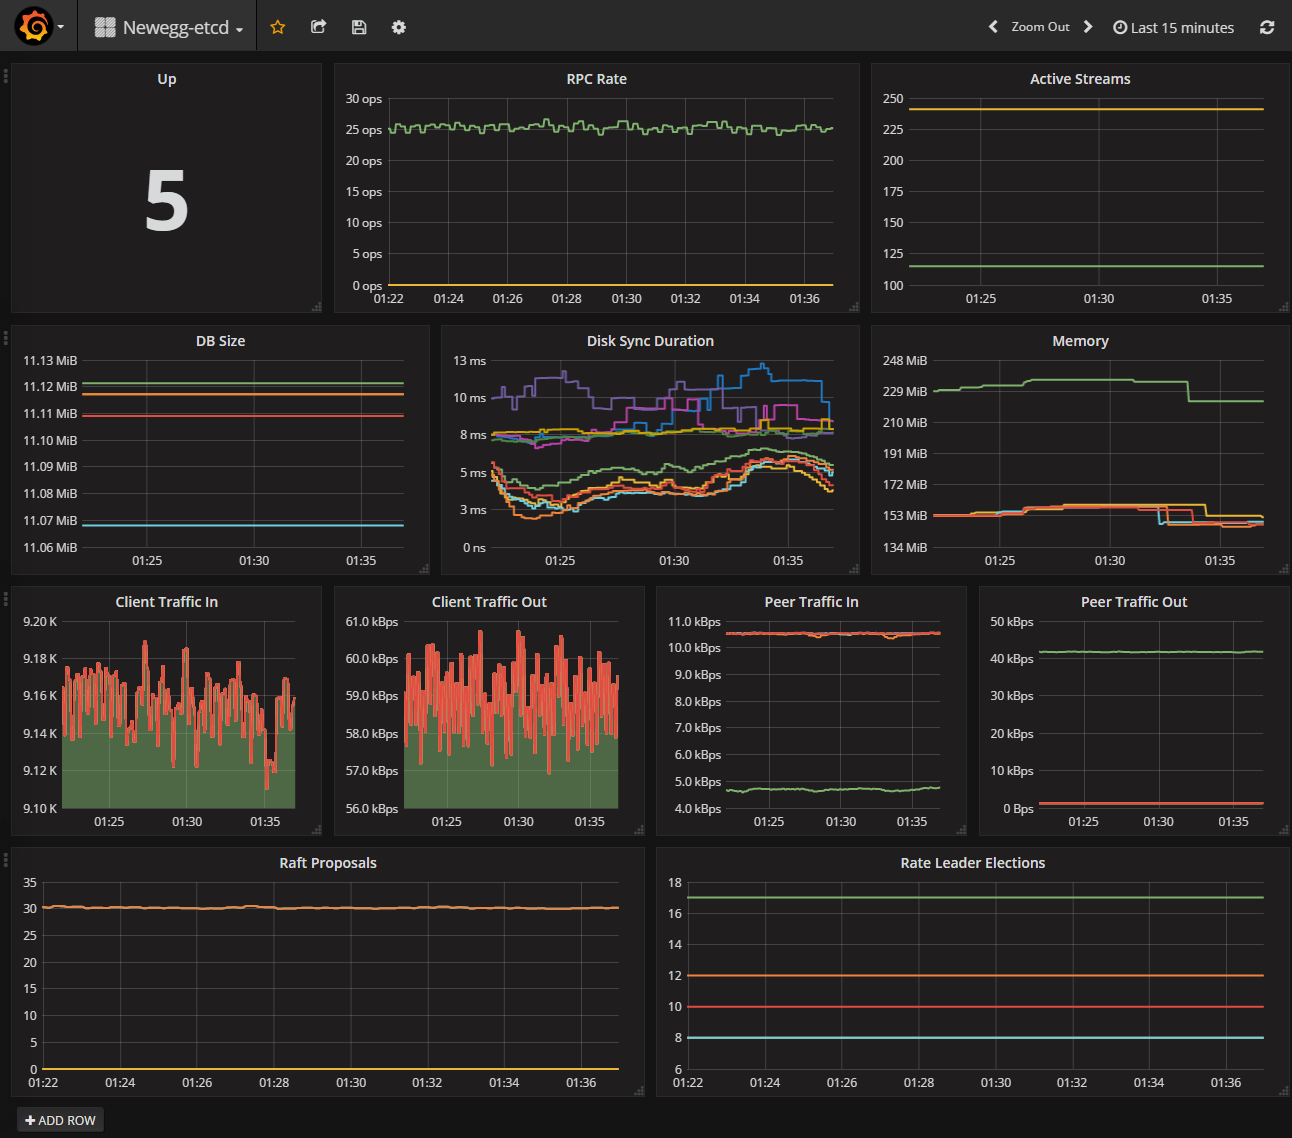 Newegg-etcd
Zoom Out
Last 15 minutes
Up
5
RPC Rate
30 ops
25 ops
20 ops
15 ops
10 ops
5 ops
0 ops
01:22 01:24 01:26 01:28 01:30 01:32 01:34 01:36
Active Streams
250
225
200
175
150
125
100
01:25 01:30 01:35
DB Size
11.13 MiB
11.12 MiB
11.11 MiB
11.10 MiB
11.09 MiB
11.08 MiB
11.07 MiB
11.06 MiB
01:25 01:30 01:35
Disk Sync Duration
13 ms
10 ms
8 ms
5 ms
3 ms
0 ns
01:25 01:30 01:35
Memory
248 MiB
229 MiB
210 MiB
191 MiB
172 MiB
153 MiB
134 MiB
01:25 01:30 01:35
Client Traffic In
9.20 K
9.18 K
9.16 K
9.14 K
9.12 K
9.10 K
01:25 01:30 01:35
Client Traffic Out
61.0 kBps
60.0 kBps
59.0 kBps
58.0 kBps
57.0 kBps
56.0 kBps
01:25 01:30 01:35
Peer Traffic In
11.0 kBps
10.0 kBps
9.0 kBps
8.0 kBps
7.0 kBps
6.0 kBps
5.0 kBps
4.0 kBps
01:25 01:30 01:35
Peer Traffic Out
50 kBps
40 kBps
30 kBps
20 kBps
10 kBps
0 Bps
01:25 01:30 01:35
Raft Proposals
35
30
25
20
15
10
5
0
01:22 01:24 01:26 01:28 01:30 01:32 01:34 01:36
Rate Leader Elections
18
16
14
12
10
8
6
01:22 01:24 01:26 01:28 01:30 01:32 01:34 01:36
+ ADD ROW